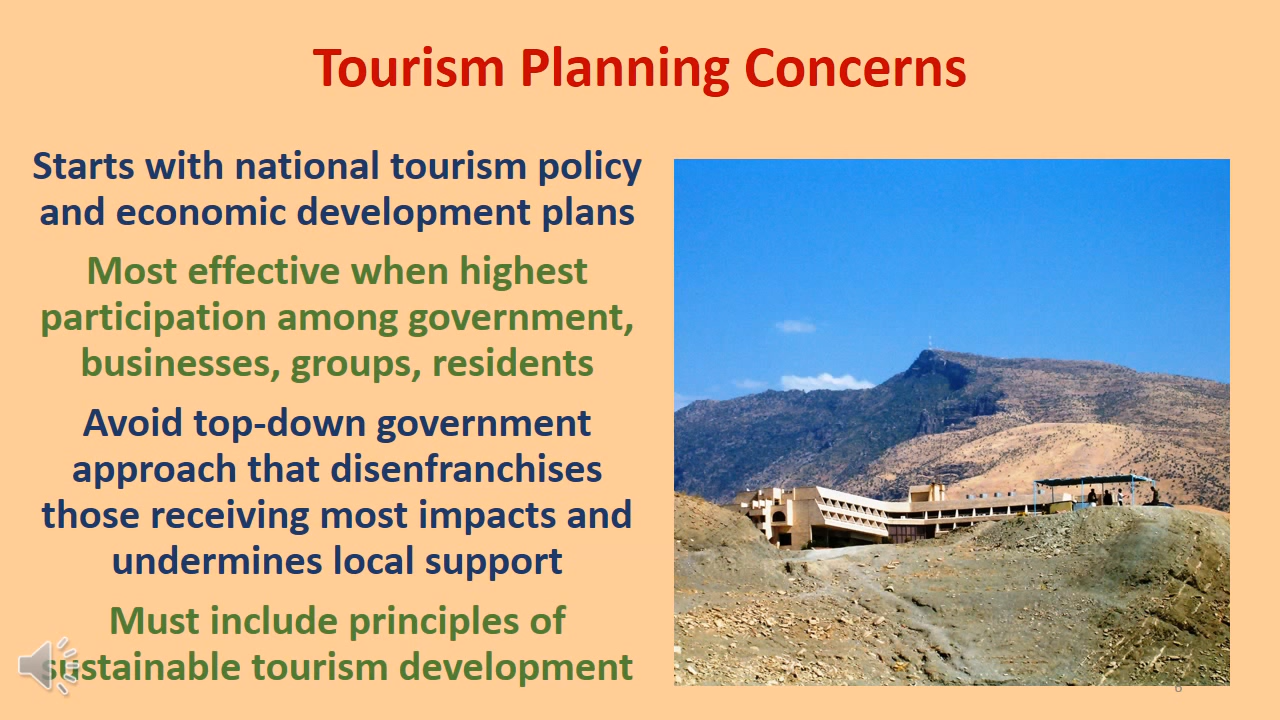 Tourism Planning Concerns
Starts with national tourism policy
and economic development plans
Most effective when highest
participation among government,
businesses, groups, residents
Avoid top-down government
approach that disenfranchises
those receiving most impacts and
undermines local support
Must include principles of
sustainable tourism development
6